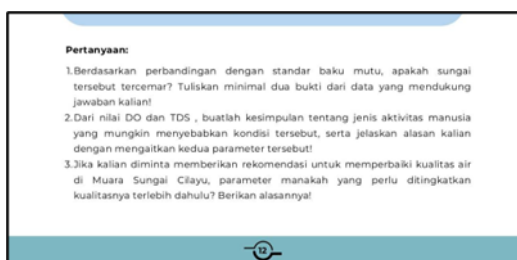 Pertanyaan:
1.Berdasarkan perbandingan dengan standar baku mutu, apakah sungai
tersebut tercemar? Tuliskan minimal dua bukti dari data yang mendukung
jawaban kalian!
2.Dari nilai DO dan TDS , buatlah kesimpulan tentang jenis aktivitas manusia
yang mungkin menyebabkan kondisi tersebut, serta jelaskan alasan kalian
dengan mengaitkan kedua parameter tersebut!
3.Jika kalian diminta memberikan rekomendasi untuk memperbaiki kualitas air
di Muara Sungai Cilayu, parameter manakah yang perlu ditingkatkan
kualitasnya terlebih dahulu? Berikan alasannya!
12